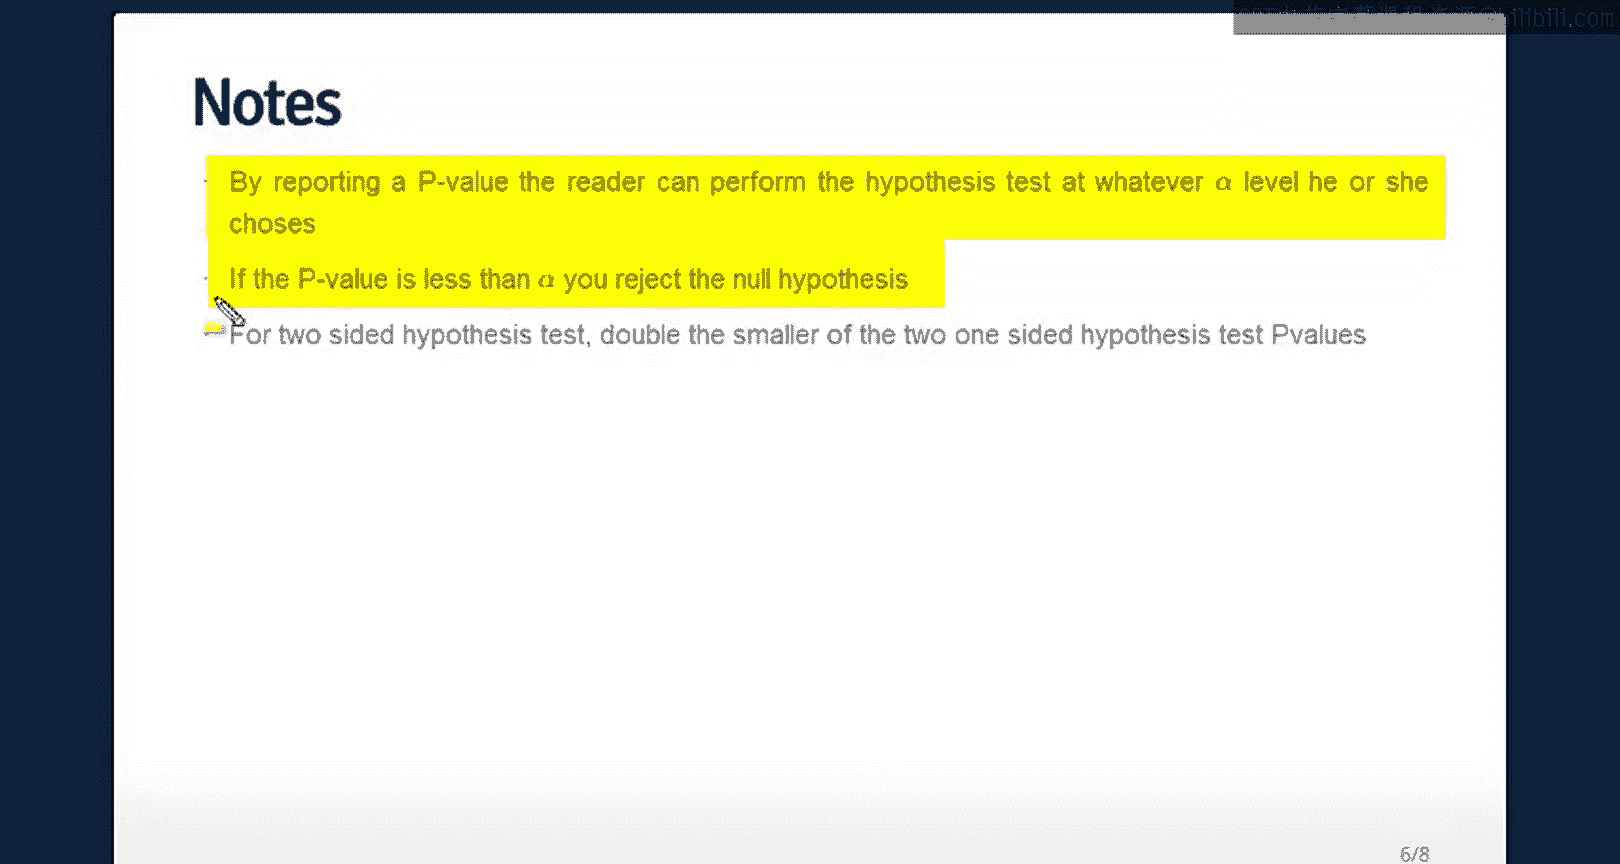 bilibili.com
Notes
By reporting a P-value the reader can perform the hypothesis test at whatever α level he or she
choses
If the P-value is less than α you reject the null hypothesis
For two sided hypothesis test, double the smaller of the two one sided hypothesis test Pvalues
6/8